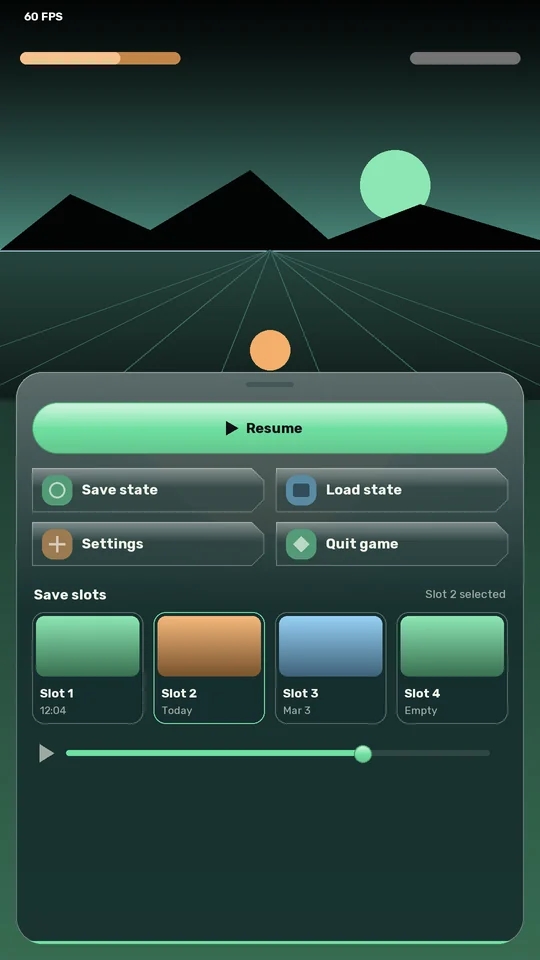 60 FPS
Resume
Save state
Load state
Settings
Quit game
Save slots
Slot 2 selected
Slot 1
12:04
Slot 2
Today
Slot 3
Mar 3
Slot 4
Empty